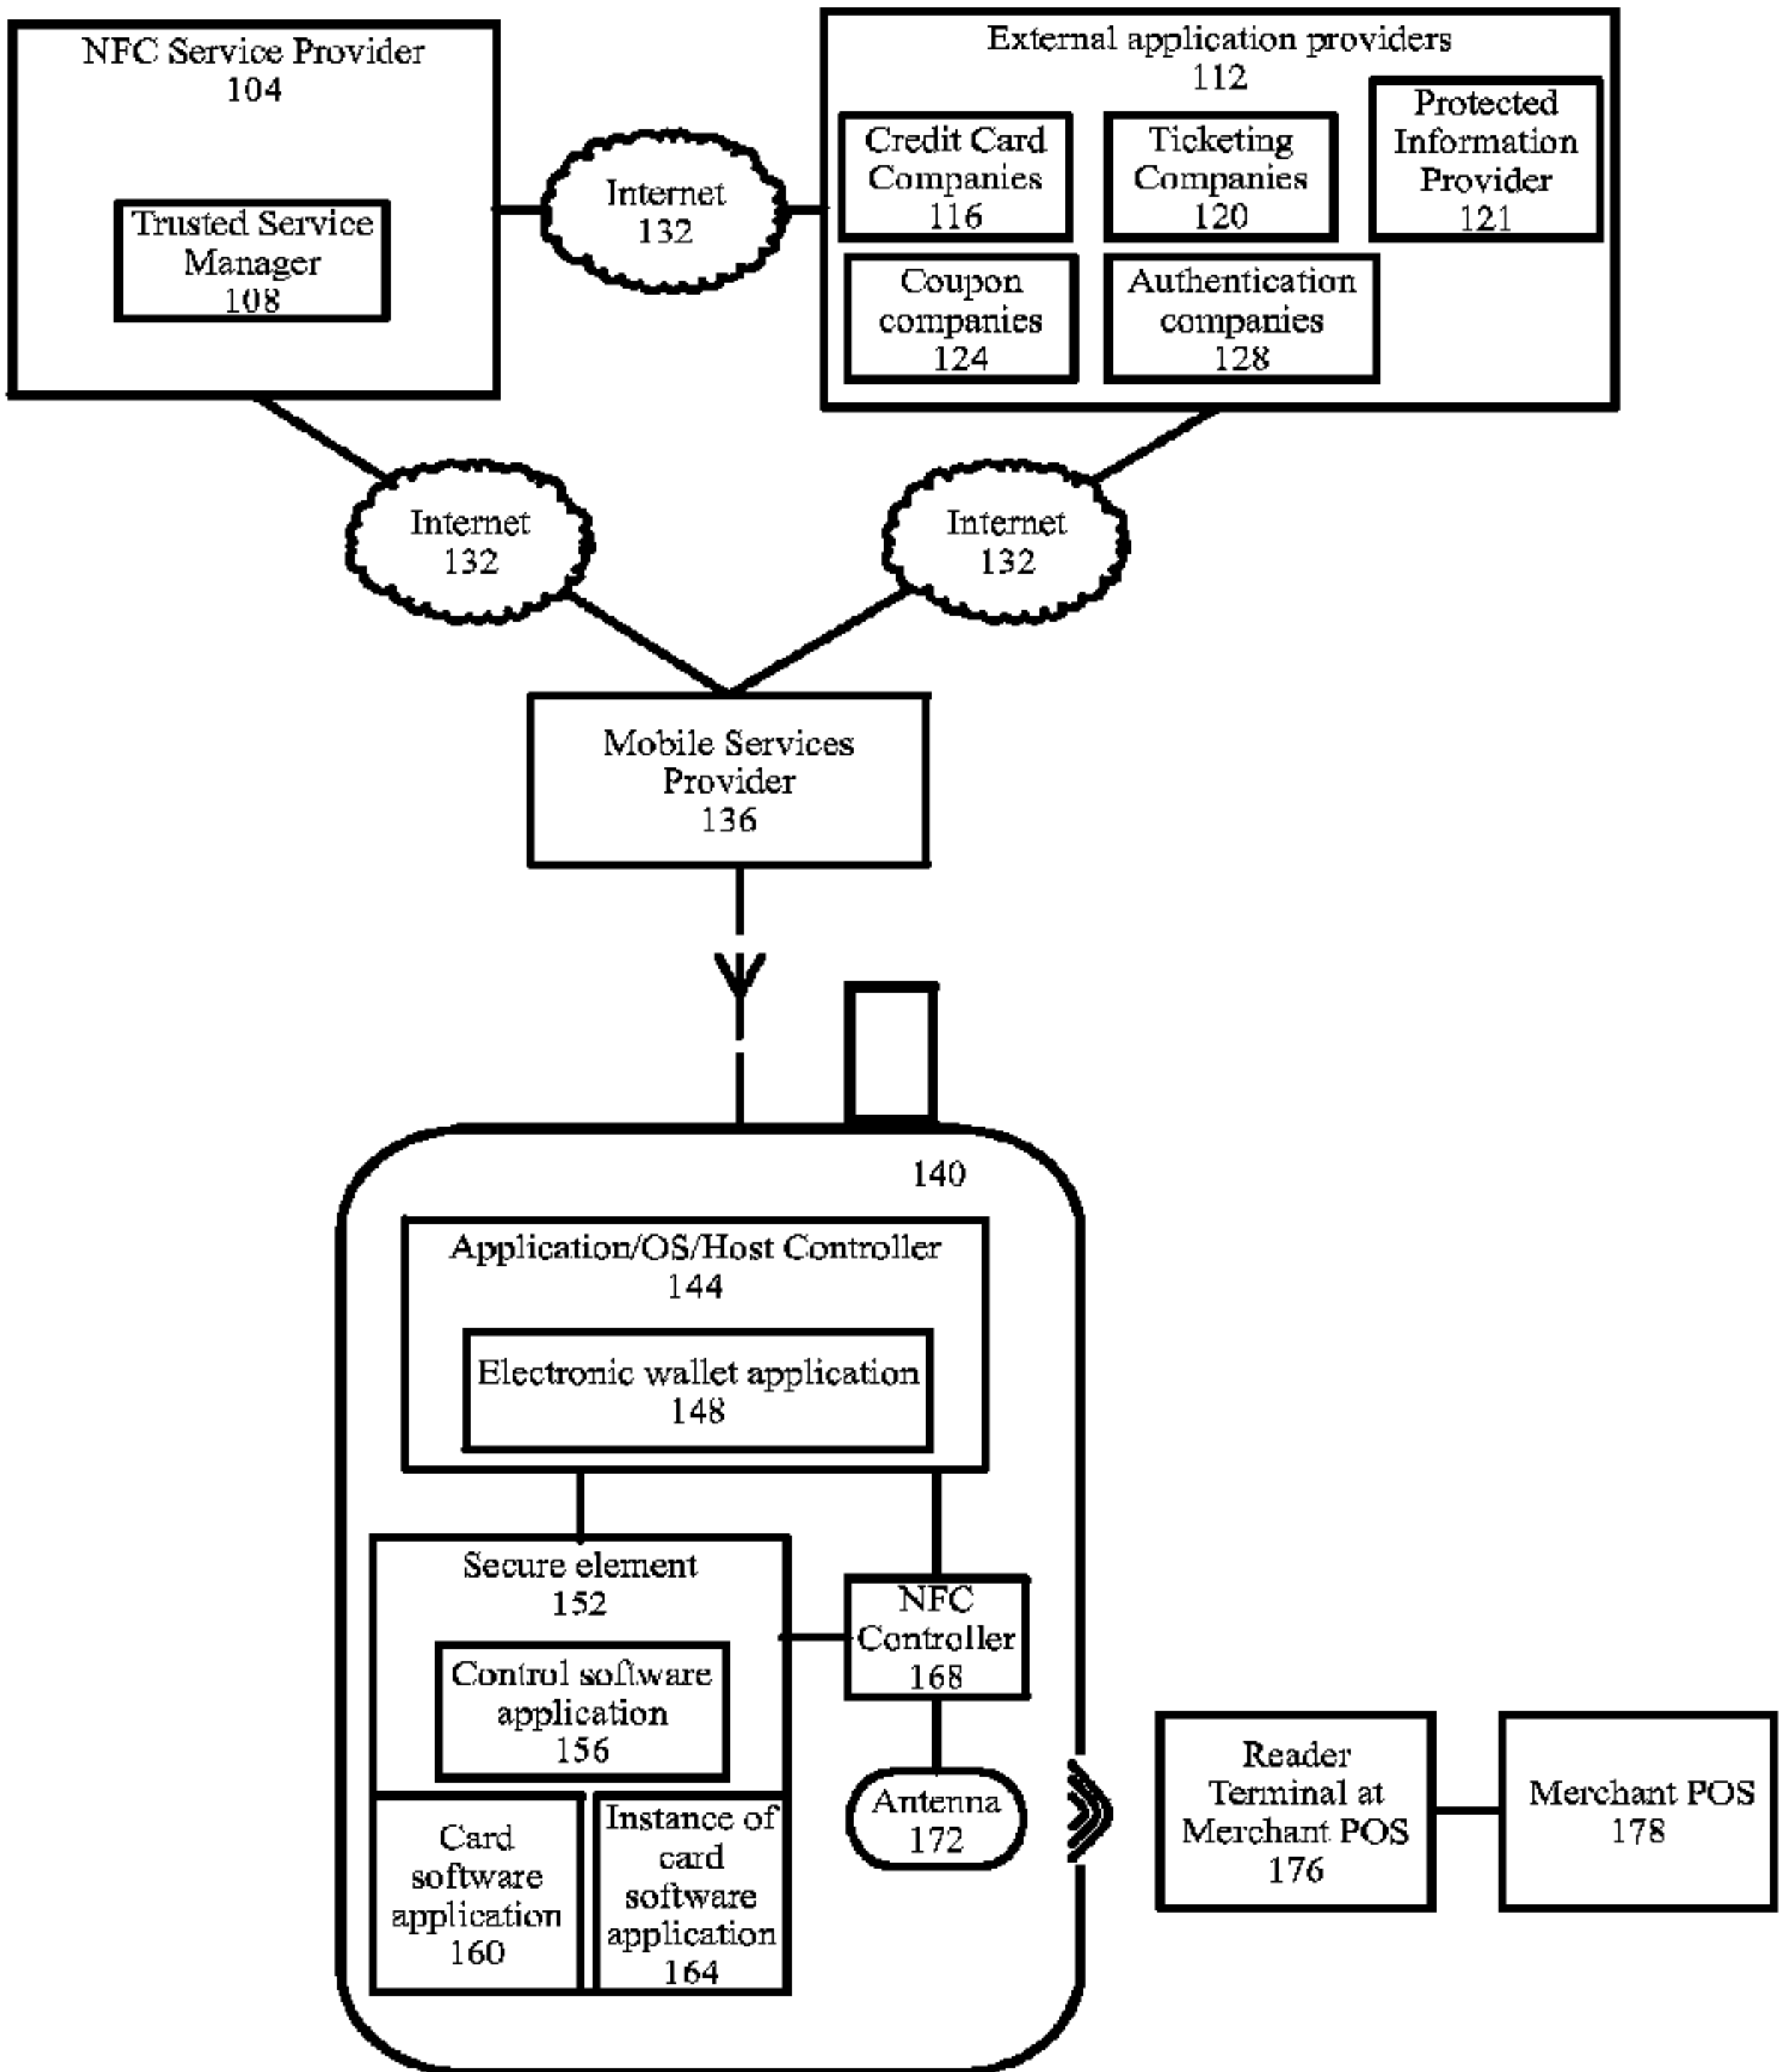 NFC Service Provider
104
Trusted Service
Manager
108
Internet
132
External application providers
112
Credit Card
Companies
116
Ticketing
Companies
120
Protected
Information
Provider
121
Coupon
companies
124
Authentication
companies
128
Internet
132
Internet
132
Mobile Services
Provider
136
140
Application/OS/Host Controller
144
Electronic wallet application
148
Secure element
152
Control software
application
156
Card
software
application
160
Instance of
card
software
application
164
NFC
Controller
168
Antenna
172
Reader
Terminal at
Merchant POS
176
Merchant POS
178